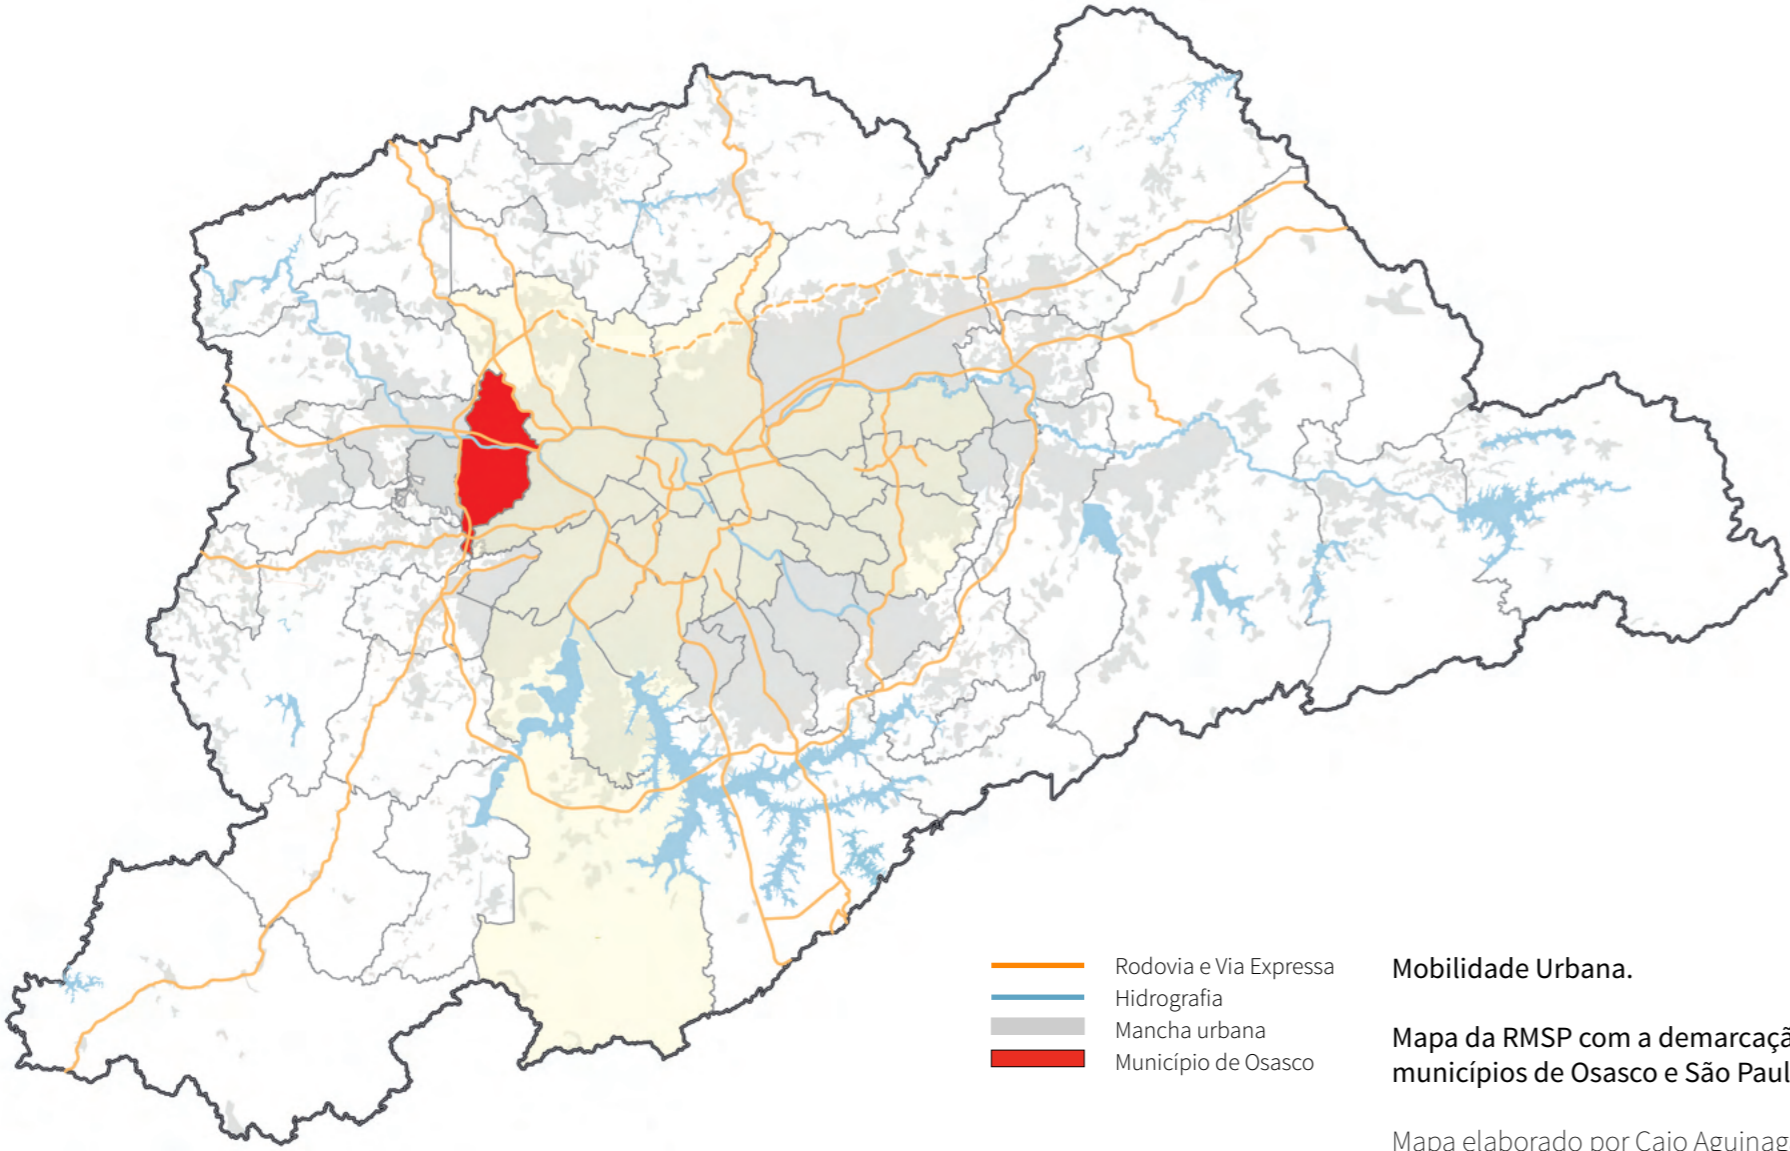 Rodovia e Via Expressa
Hidrografia
Mancha urbana
Município de Osasco
Mobilidade Urbana.
Mapa da RMSP com a demarcaçã
municípios de Osasco e São Paul
Mapa elaborado por Caio Aguinag